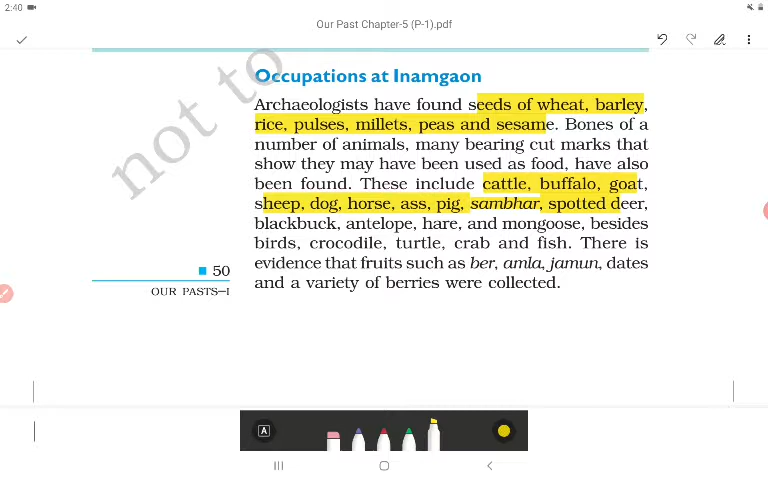 2:40
Our Past Chapter-5 (P-1).pdf
not to
Occupations at Inamgaon
Archaeologists have found seeds of wheat, barley,
rice, pulses, millets, peas and sesame. Bones of a
number of animals, many bearing cut marks that
show they may have been used as food, have also
been found. These include cattle, buffalo, goat,
sheep, dog, horse, ass, pig, sambhar, spotted deer,
blackbuck, antelope, hare, and mongoose, besides
birds, crocodile, turtle, crab and fish. There is
evidence that fruits such as ber, amla, jamun, dates
and a variety of berries were collected.
50
OUR PASTS–I
A